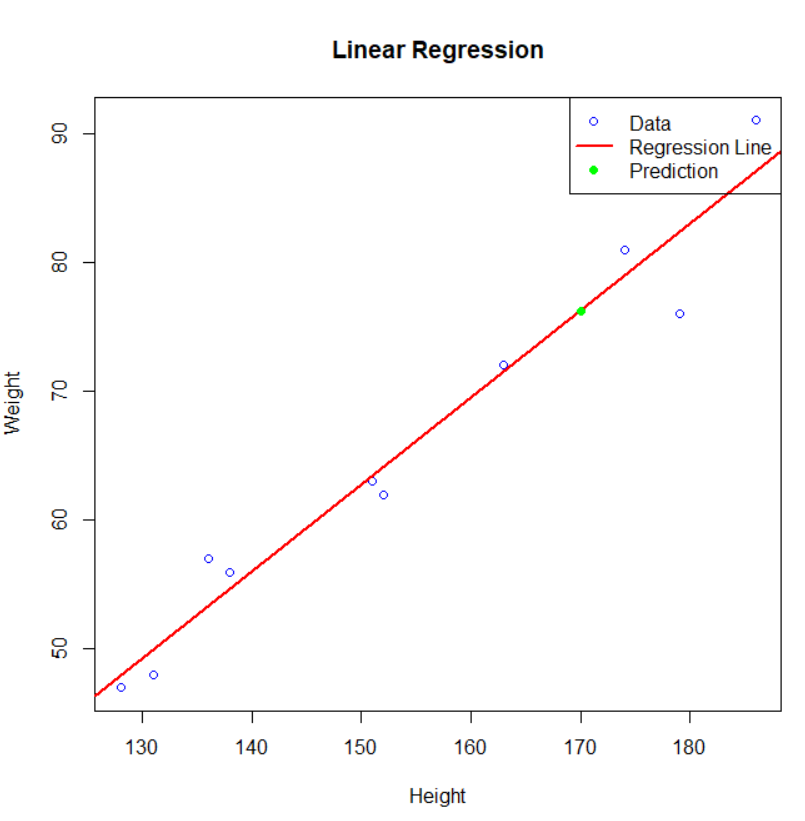 Linear Regression
Data
Regression Line
Prediction
90
80
70
60
50
Weight
130 140 150 160 170 180
Height